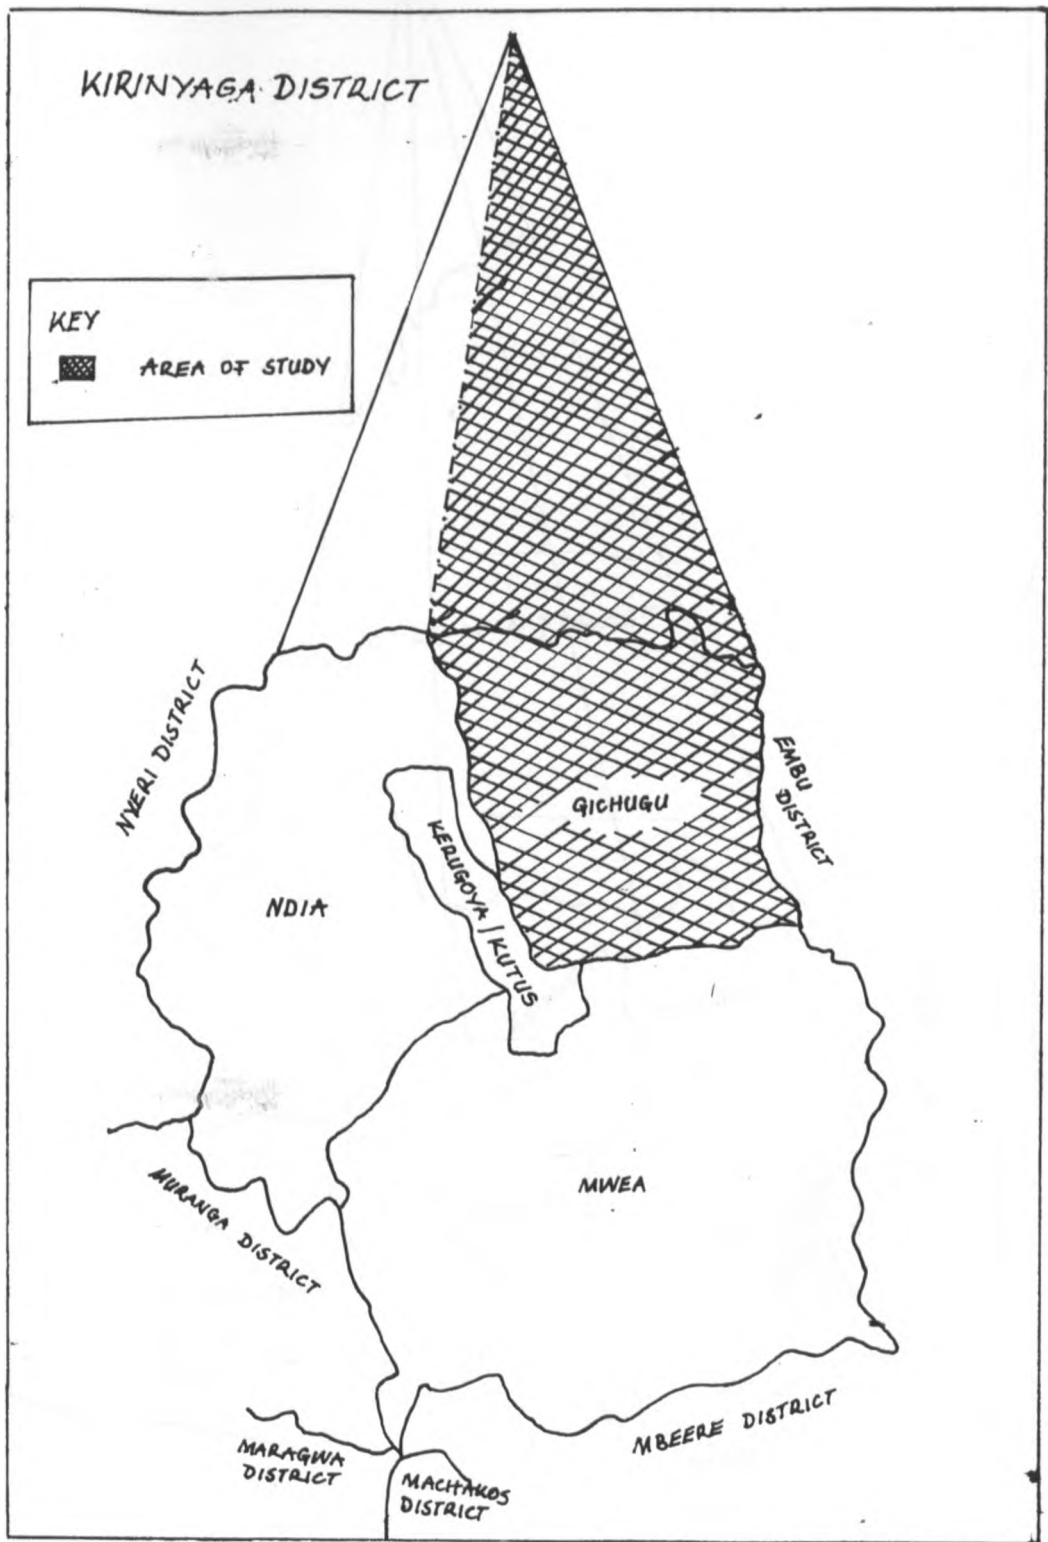 KIRINYAGA DISTRICT
KEY
AREA OF STUDY
NYERI DISTRICT
EMBU
DISTRICT
GICHUGU
KERUGOYA / KUTUS
NDIA
MWEA
MURANGA DISTRICT
MBEERE DISTRICT
MARAGWA
DISTRICT
MACHAKOS
DISTRICT